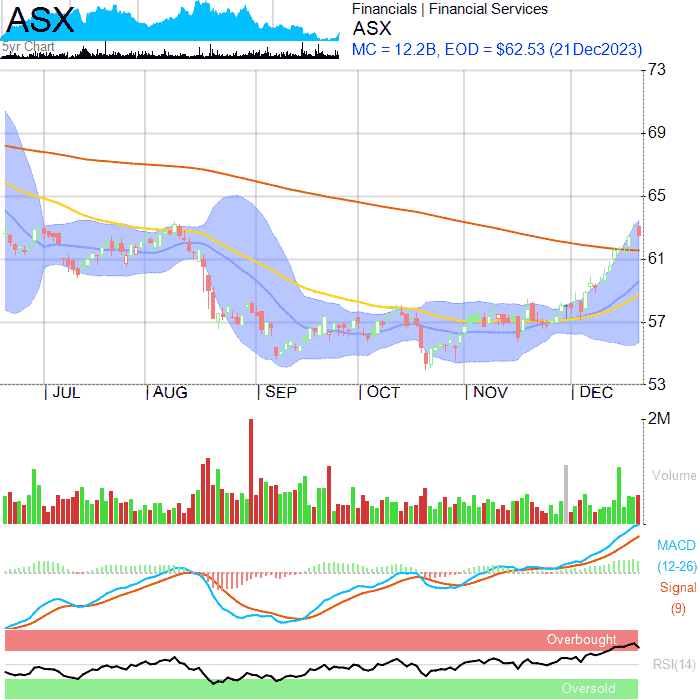 ASX
5yr Chart
Financials | Financial Services
ASX
MC = 12.2B, EOD = $62.53 (21Dec2023)
73
69
65
61
57
53
JUL AUG SEP OCT NOV DEC
2M
Volume
MACD
(12-26)
Signal
(9)
Overbought
RSI(14)
Oversold